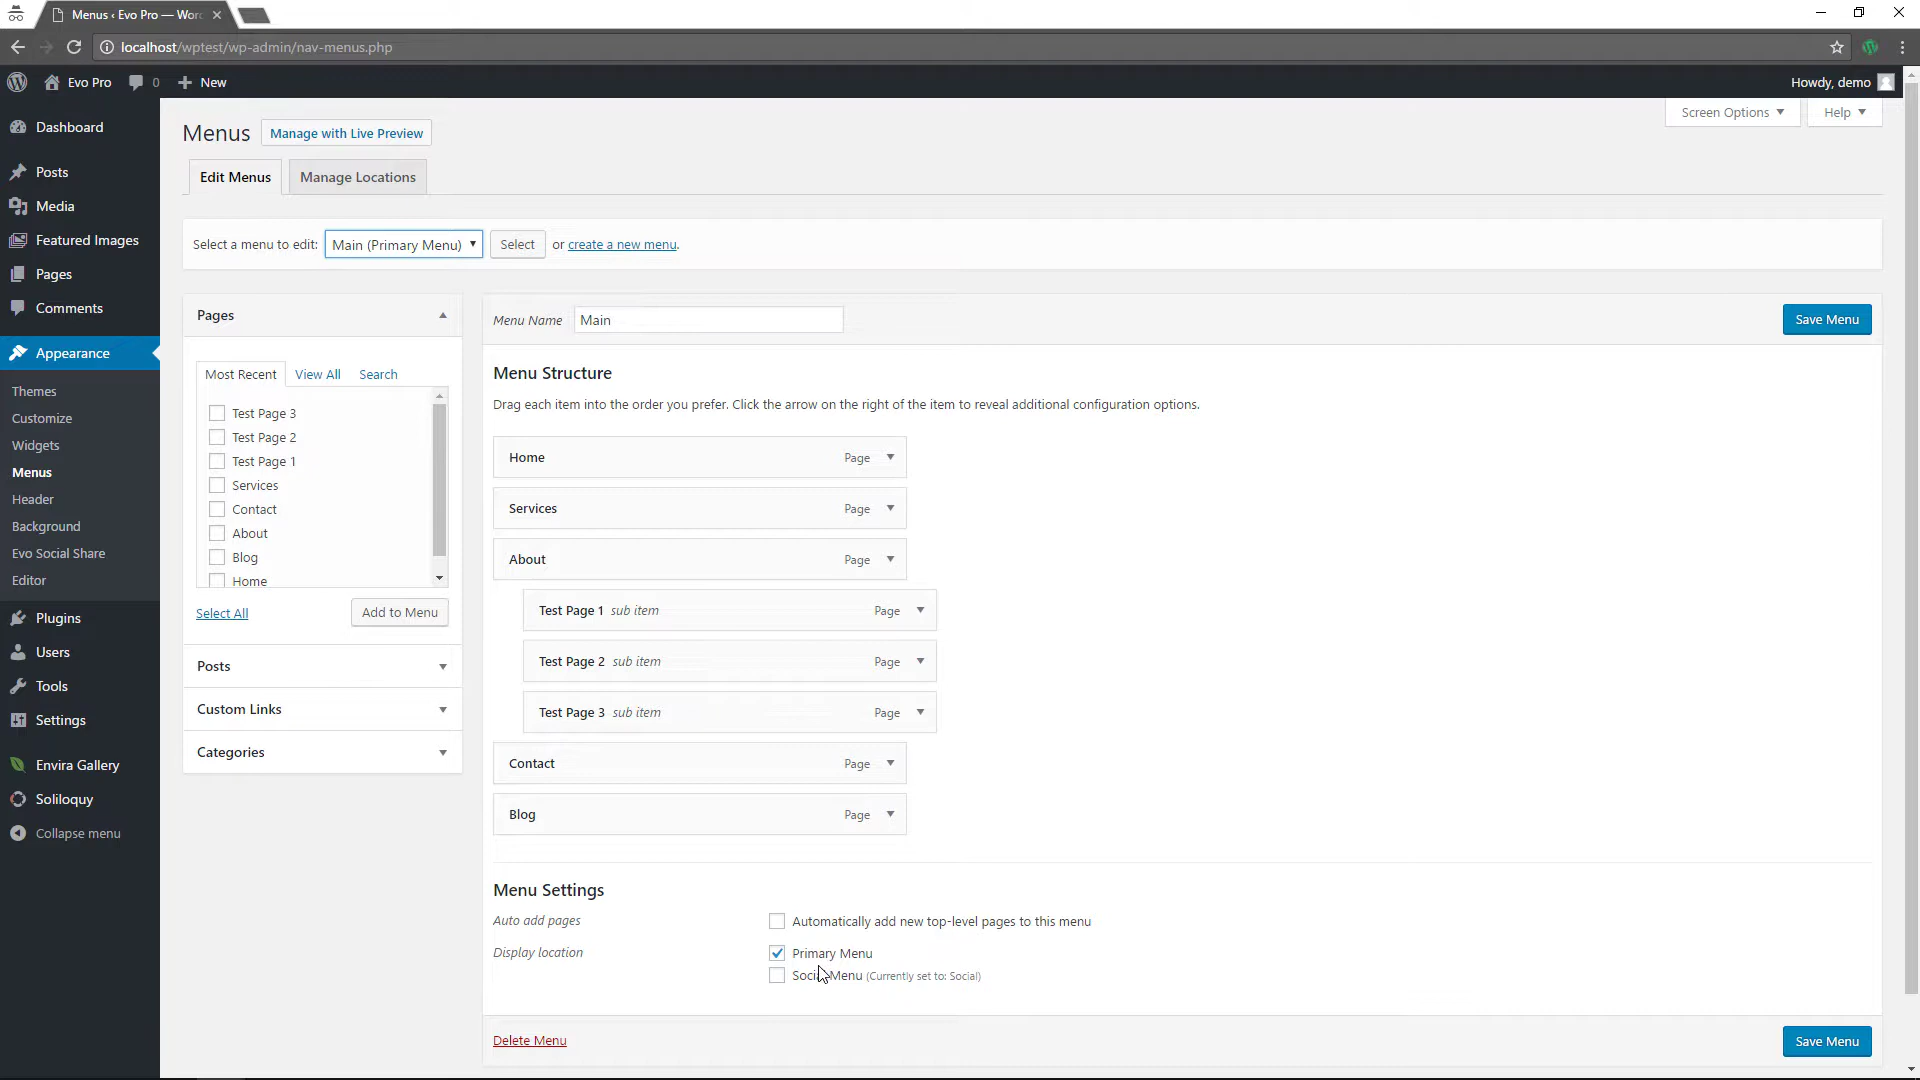 Menus ‹ Evo Pro — Wor
localhost/wptest/wp-admin/nav-menus.php
Evo Pro 0 New Howdy, demo
Screen Options Help
Dashboard
Posts
Media
Featured Images
Pages
Comments
Appearance
Themes
Customize
Widgets
Menus
Header
Background
Evo Social Share
Editor
Plugins
Users
Tools
Settings
Envira Gallery
Soliloquy
Collapse menu
Menus Manage with Live Preview
Edit Menus Manage Locations
Select a menu to edit: Main (Primary Menu) Select or create a new menu.
Pages
Most Recent View All Search
Test Page 3
Test Page 2
Test Page 1
Services
Contact
About
Blog
Home
Select All Add to Menu
Posts
Custom Links
Categories
Menu Name Main Save Menu
Menu Structure
Drag each item into the order you prefer. Click the arrow on the right of the item to reveal additional configuration options.
Home Page
Services Page
About Page
Test Page 1 sub item Page
Test Page 2 sub item Page
Test Page 3 sub item Page
Contact Page
Blog Page
Menu Settings
Auto add pages Automatically add new top-level pages to this menu
Display location Primary Menu
Social Menu (Currently set to: Social)
Delete Menu Save Menu